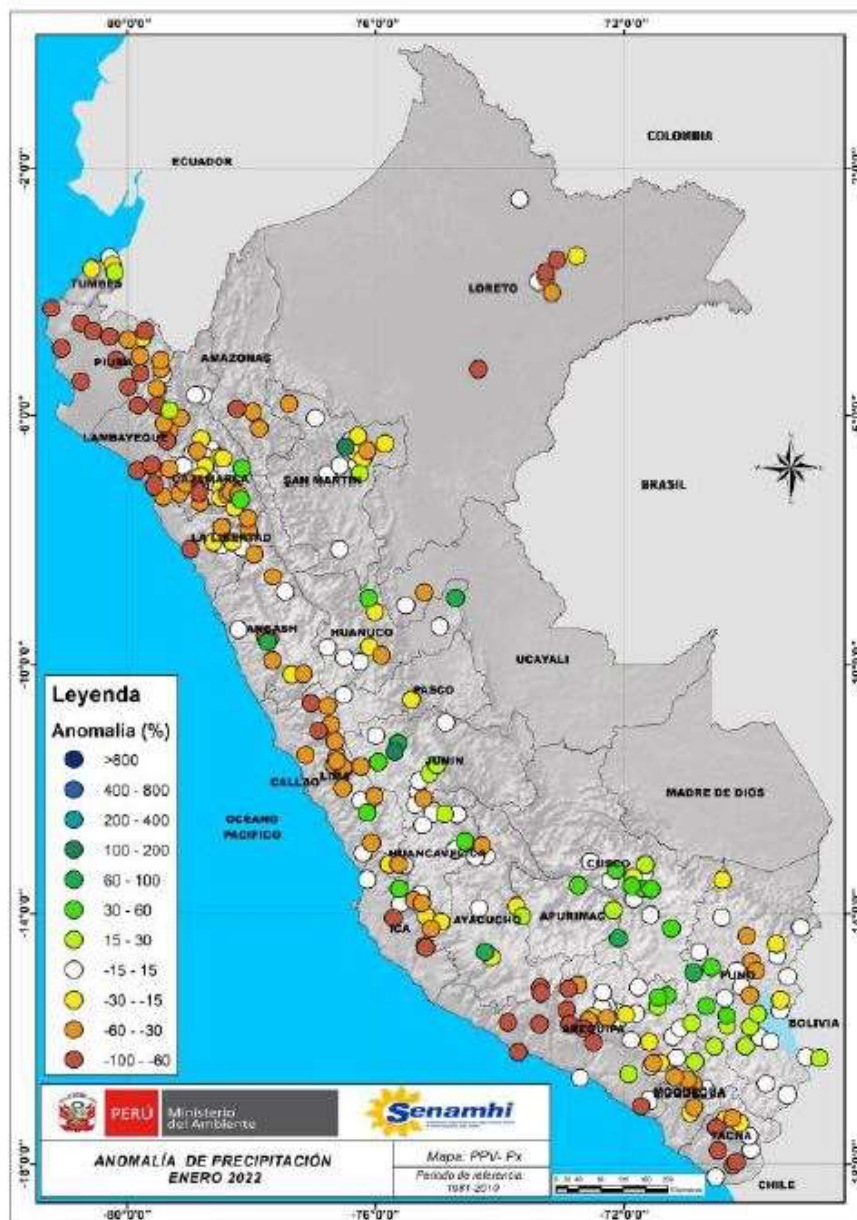 80°0'0" 76°0'0" 72°0'0"
COLOMBIA
ECUADOR
-2°0'0"
TUMBES
LORETO
PIURA
AMAZONAS
-6°0'0"
LAMBAYEQUE
CAJAMARCA
SAN MARTIN
BRASIL
LA LIBERTAD
ANCASH
HUANUCO
UCAYALI
-10°0'0"
PASCO
Leyenda
Anomalía (%)
>800
400 - 800
200 - 400
100 - 200
60 - 100
30 - 60
15 - 30
-15 - 15
-30 - -15
-60 - -30
-100 - -60
JUNIN
CALLAO
LIMA
MADRE DE DIOS
OCEANO
PACIFICO
HUANCAVELICA
CUSCO
-14°0'0"
ICA
AYACUCHO
APURIMAC
PUNO
AREQUIPA
BOLIVIA
MOQUEGUA
TACNA
CHILE
PERÚ
Ministerio
del Ambiente
Senamhi
ANOMALÍA DE PRECIPITACIÓN
ENERO 2022
Mapa: PPV- Px
Periodo de referencia:
1981-2010
-18°0'0"
80°0'0" 76°0'0" 72°0'0"